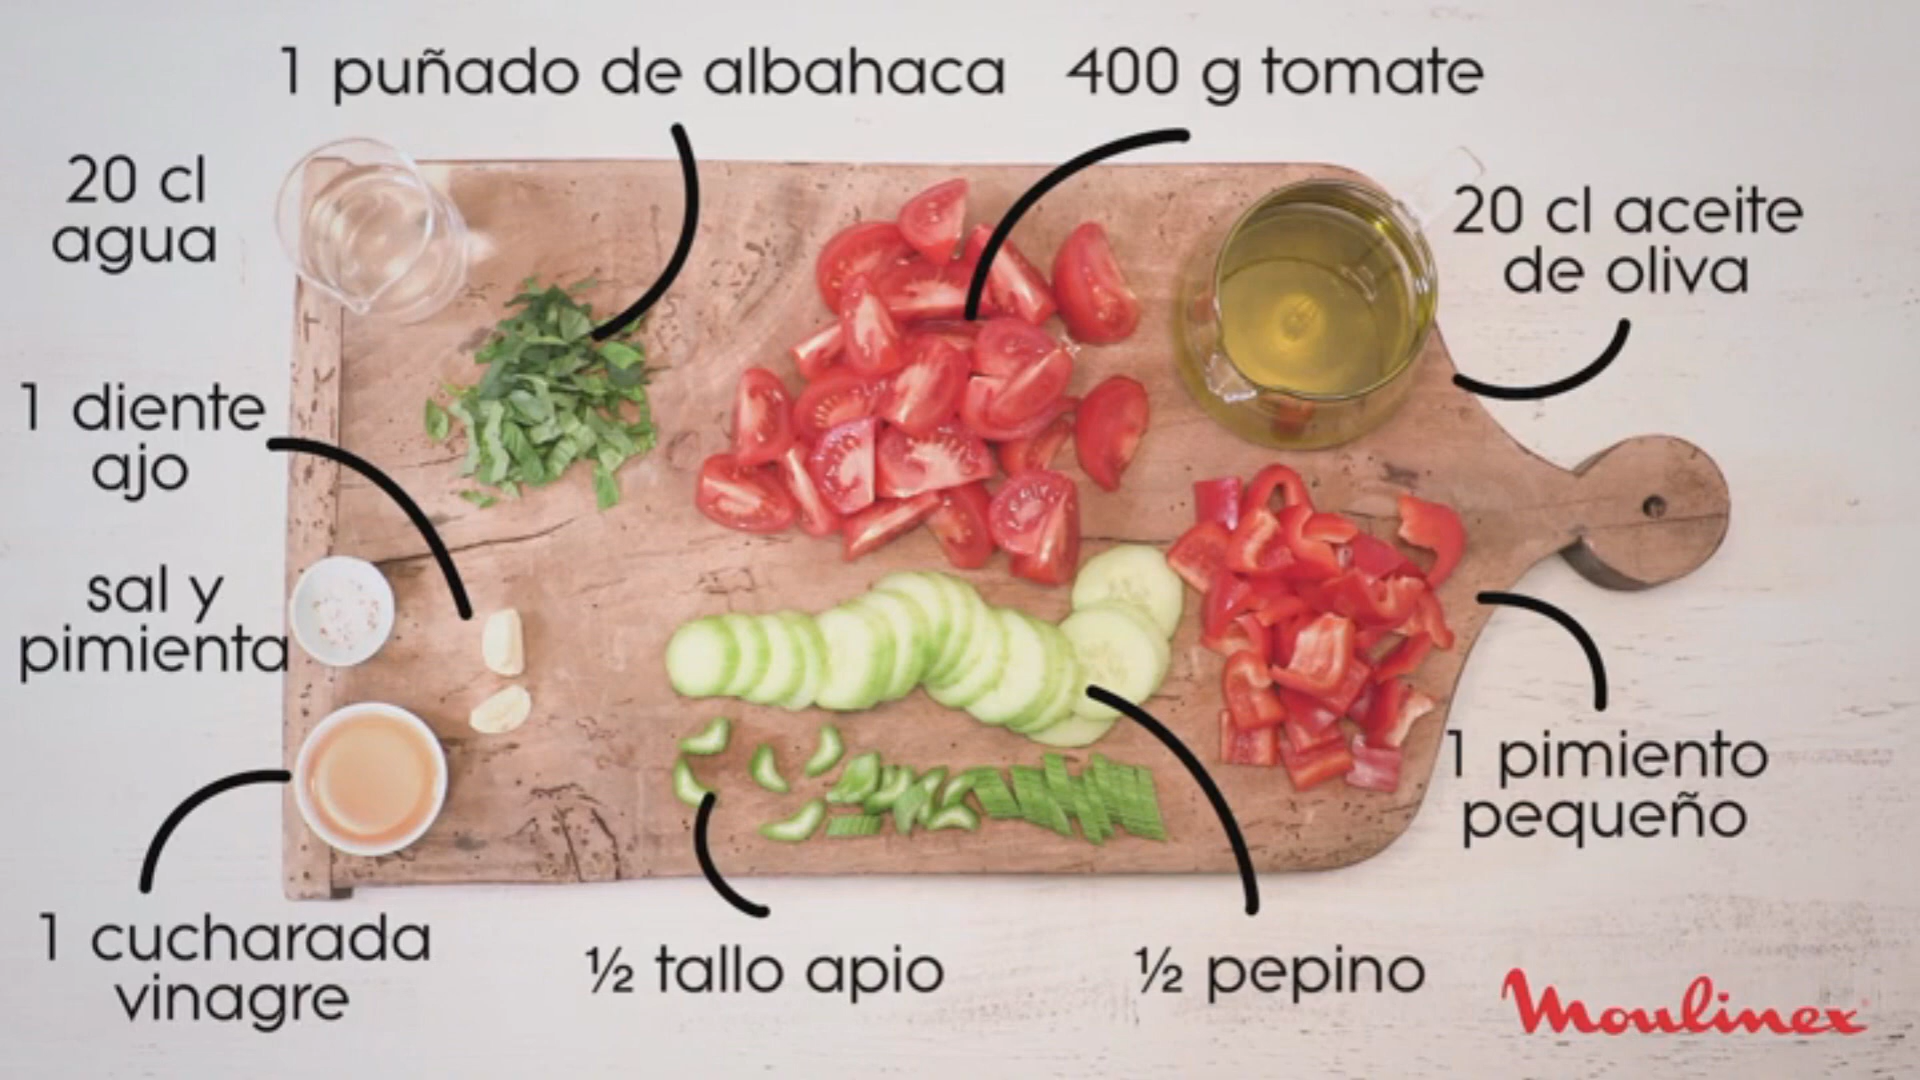 1 puñado de albahaca
400 g tomate
20 cl
agua
20 cl aceite
de oliva
1 diente
ajo
sal y
pimienta
1 pimiento
pequeño
1 cucharada
vinagre
½ tallo apio
½ pepino
Moulinex